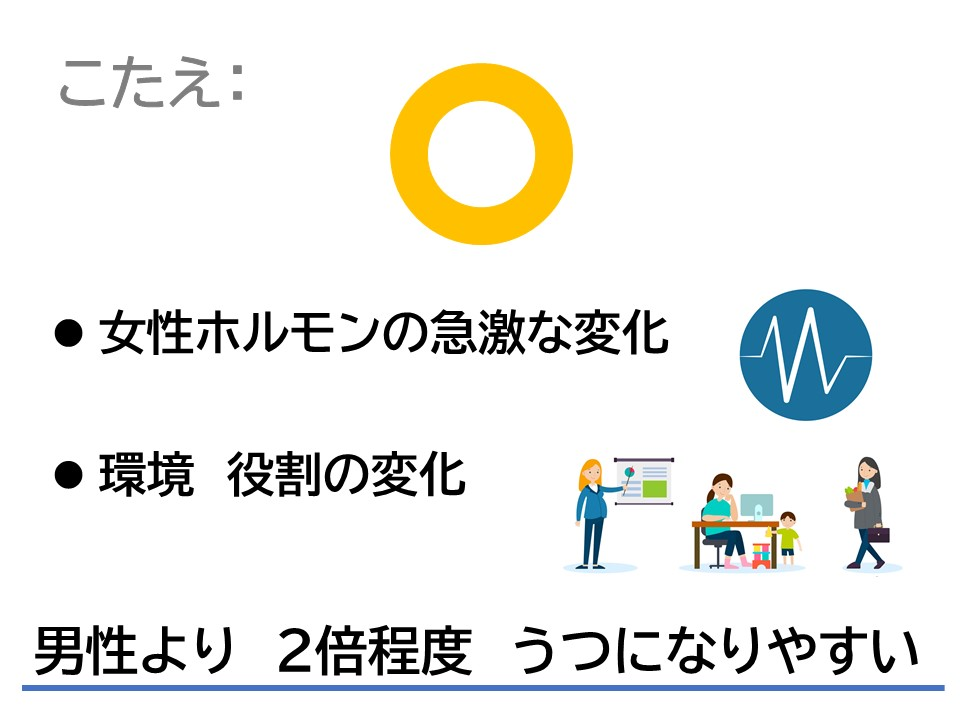 こたえ：
● 女性ホルモンの急激な変化
● 環境　役割の変化
男性より　２倍程度　うつになりやすい